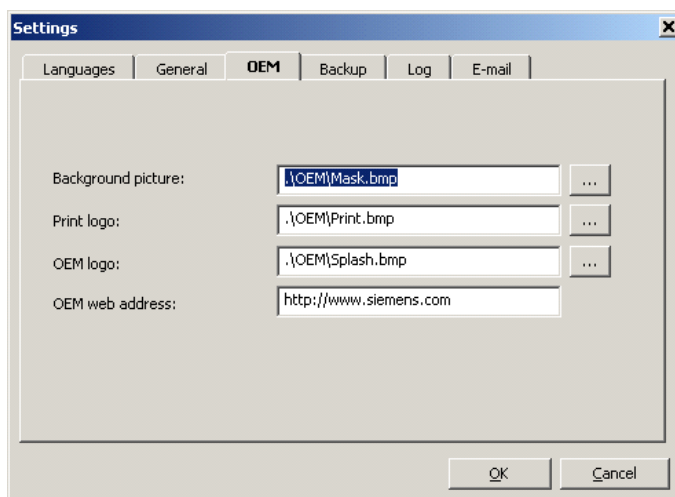 Settings
Languages General OEM Backup Log E-mail
Background picture: .\OEM\Mask.bmp ...
Print logo: .\OEM\Print.bmp ...
OEM logo: .\OEM\Splash.bmp ...
OEM web address: http://www.siemens.com
OK Cancel